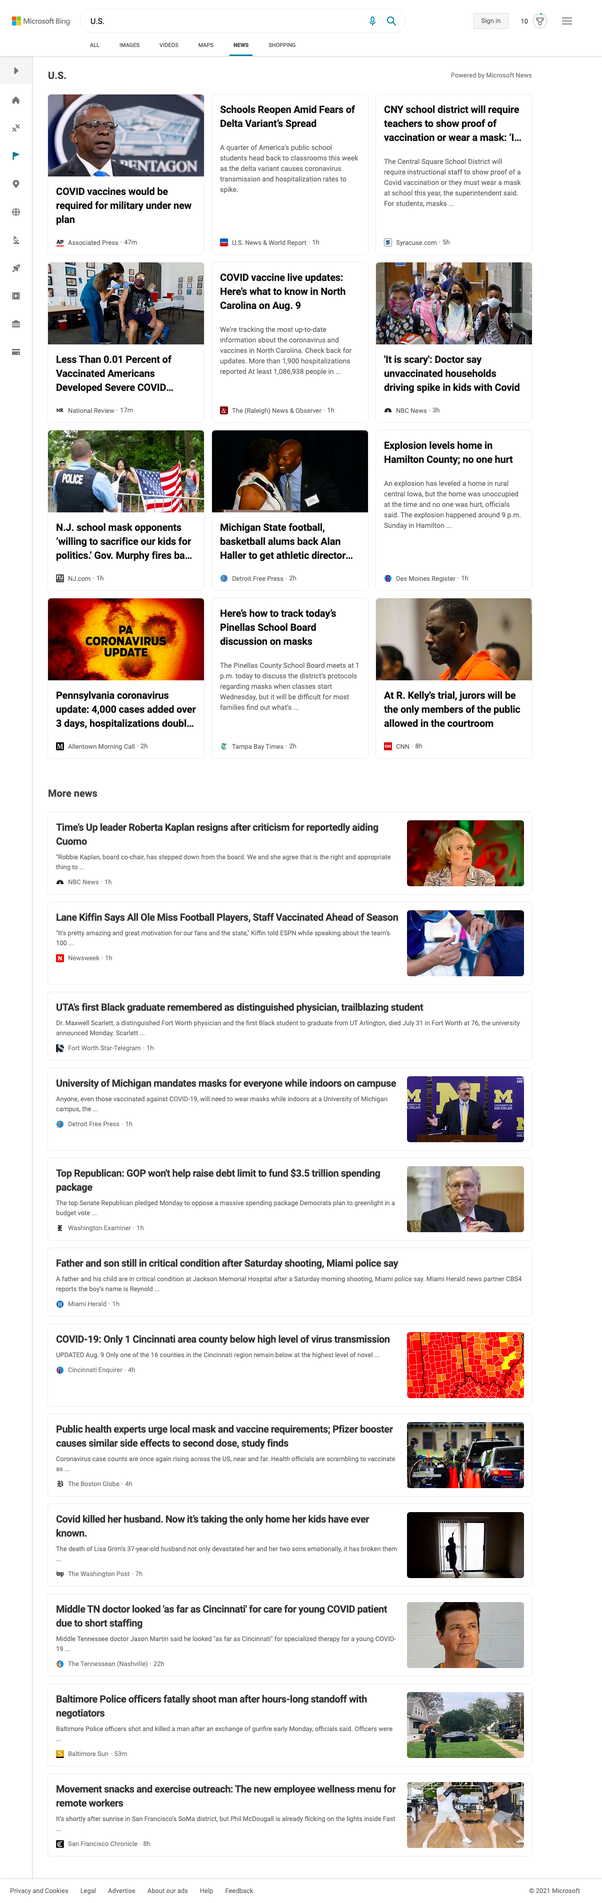 Microsoft Bing
U.S.
Sign in
10
ALL IMAGES VIDEOS MAPS NEWS SHOPPING
U.S.
Powered by Microsoft News
PENTAGON
COVID vaccines would be
required for military under new
plan
AP Associated Press · 47m
Schools Reopen Amid Fears of
Delta Variant's Spread
A quarter of America's public school
students head back to classrooms this week
as the delta variant causes coronavirus
transmission and hospitalization rates to
spike.
U.S. News & World Report · 1h
CNY school district will require
teachers to show proof of
vaccination or wear a mask: 'I...
The Central Square School District will
require instructional staff to show proof of a
Covid vaccination or they must wear a mask
at school this year, the superintendent said.
For students, masks ...
S Syracuse.com · 5h
Less Than 0.01 Percent of
Vaccinated Americans
Developed Severe COVID...
NR National Review · 17m
COVID vaccine live updates:
Here's what to know in North
Carolina on Aug. 9
We're tracking the most up-to-date
information about the coronavirus and
vaccines in North Carolina. Check back for
updates. More than 1,900 hospitalizations
reported At least 1,086,938 people in ...
The (Raleigh) News & Observer · 1h
'It is scary': Doctor say
unvaccinated households
driving spike in kids with Covid
NBC News · 3h
POLICE
N.J. school mask opponents
'willing to sacrifice our kids for
politics.' Gov. Murphy fires ba...
NJ.com · 1h
Michigan State football,
basketball alums back Alan
Haller to get athletic director...
Detroit Free Press · 2h
Explosion levels home in
Hamilton County; no one hurt
An explosion has leveled a home in rural
central Iowa, but the home was unoccupied
at the time and no one was hurt, officials
said. The explosion happened around 9 p.m.
Sunday in Hamilton ...
Des Moines Register · 1h
PA
CORONAVIRUS
UPDATE
Pennsylvania coronavirus
update: 4,000 cases added over
3 days, hospitalizations doubl...
M Allentown Morning Call · 2h
Here's how to track today's
Pinellas School Board
discussion on masks
The Pinellas County School Board meets at 1
p.m. today to discuss the district's protocols
regarding masks when classes start
Wednesday, but it will be difficult for most
families find out what's ...
Tampa Bay Times · 2h
At R. Kelly's trial, jurors will be
the only members of the public
allowed in the courtroom
CNN CNN · 8h
More news
Time's Up leader Roberta Kaplan resigns after criticism for reportedly aiding
Cuomo
"Robbie Kaplan, board co-chair, has stepped down from the board. We and she agree that is the right and appropriate
thing to ...
NBC News · 1h
Lane Kiffin Says All Ole Miss Football Players, Staff Vaccinated Ahead of Season
"It's pretty amazing and great motivation for our fans and the state," Kiffin told ESPN while speaking about the team's
100 ...
N Newsweek · 1h
UTA's first Black graduate remembered as distinguished physician, trailblazing student
Dr. Maxwell Scarlett, a distinguished Fort Worth physician and the first Black student to graduate from UT Arlington, died July 31 in Fort Worth at 76, the university
announced Monday. Scarlett ...
Fort Worth Star-Telegram · 1h
University of Michigan mandates masks for everyone while indoors on campus
Anyone, even those vaccinated against COVID-19, will need to wear masks while indoors at a University of Michigan
campus, the ...
Detroit Free Press · 1h
M
M
MICHIGAN
Top Republican: GOP won't help raise debt limit to fund $3.5 trillion spending
package
The top Senate Republican pledged Monday to oppose a massive spending package Democrats plan to greenlight in a
budget vote ...
Washington Examiner · 1h
Father and son still in critical condition after Saturday shooting, Miami police say
A father and his child are in critical condition at Jackson Memorial Hospital after a Saturday morning shooting, Miami police say. Miami Herald news partner CBS4
reports the boy's name is Reynold ...
Miami Herald · 1h
COVID-19: Only 1 Cincinnati area county below high level of virus transmission
UPDATED Aug. 9 Only one of the 16 counties in the Cincinnati region remain below at the highest level of novel ...
Cincinnati Enquirer · 4h
Public health experts urge local mask and vaccine requirements; Pfizer booster
causes similar side effects to second dose, study finds
Coronavirus case counts are once again rising across the US, near and far. Health officials are scrambling to vaccinate
as ...
B The Boston Globe · 4h
Covid killed her husband. Now it's taking the only home her kids have ever
known.
The death of Lisa Grim's 37-year-old husband not only devastated her and her two sons emotionally, it has broken them
...
wp The Washington Post · 7h
Middle TN doctor looked 'as far as Cincinnati' for care for young COVID patient
due to short staffing
Middle Tennessee doctor Jason Martin said he looked "as far as Cincinnati" for specialized therapy for a young COVID-
19 ...
The Tennessean (Nashville) · 22h
Baltimore Police officers fatally shoot man after hours-long standoff with
negotiators
Baltimore Police officers shot and killed a man after an exchange of gunfire early Monday, officials said. Officers were
...
Baltimore Sun · 53m
Movement snacks and exercise outreach: The new employee wellness menu for
remote workers
It's shortly after sunrise in San Francisco's SoMa district, but Phil McDougall is already flicking on the lights inside Fast
...
San Francisco Chronicle · 8h
Privacy and Cookies Legal Advertise About our ads Help Feedback
© 2021 Microsoft